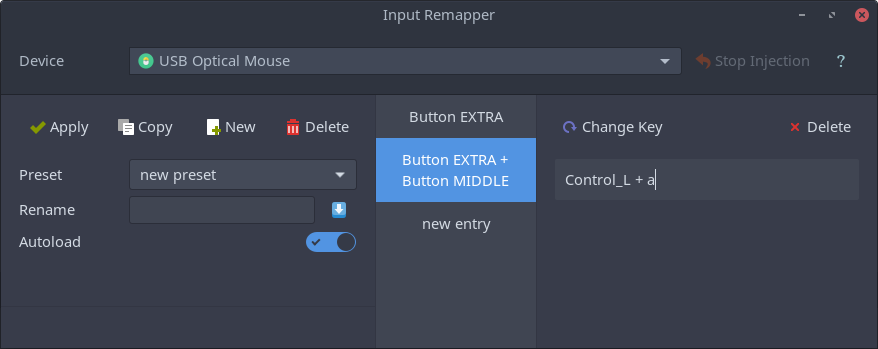 Input Remapper
Device
USB Optical Mouse
Stop Injection
?
Apply
Copy
New
Delete
Preset
new preset
Rename
Autoload
Button EXTRA
Button EXTRA +
Button MIDDLE
new entry
Change Key
Delete
Control_L + a